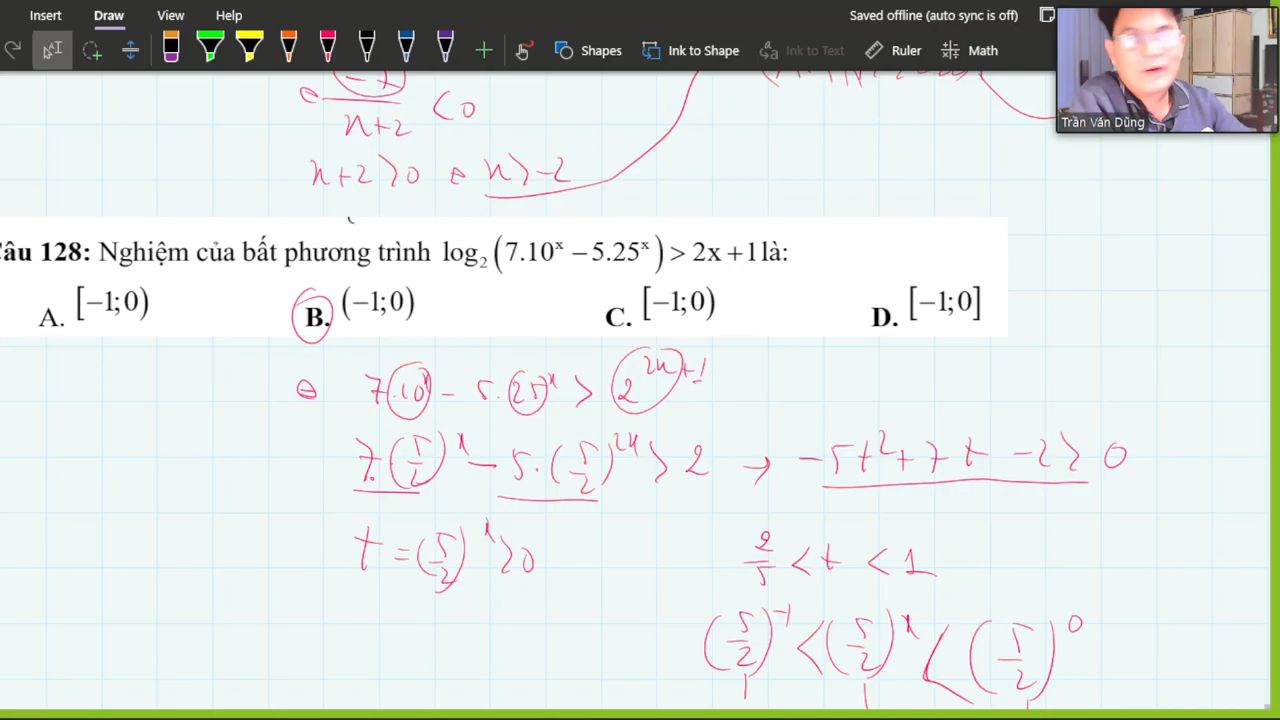 Insert Draw View Help Saved offline (auto sync is off)
Shapes Ink to Shape Ink to Text Ruler Math
Trần Văn Dũng
x+2 < 0
x+2 > 0 x > -2
Câu 128: Nghiệm của bất phương trình log₂(7.10ˣ − 5.25ˣ) > 2x + 1 là:
A. [−1;0) B. (−1;0) C. [−1;0) D. [−1;0]
7.10ˣ - 5.25ˣ > 2^(2x+1)
7.(5/2)ˣ - 5.(5/2)^(2x) > 2 → -5t² + 7t - 2 > 0
t = (5/2)ˣ > 0 2/5 < t < 1
(5/2)⁻¹ < (5/2)ˣ < (5/2)⁰